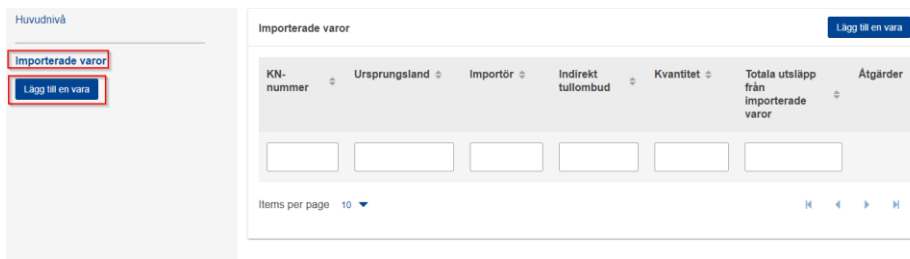 Huvudnivå
Importerade varor
Lägg till en vara
Importerade varor
Lägg till en vara
KN-
nummer
Ursprungsland
Importör
Indirekt
tullombud
Kvantitet
Totala utsläpp
från
importerade
varor
Åtgärder
Items per page 10